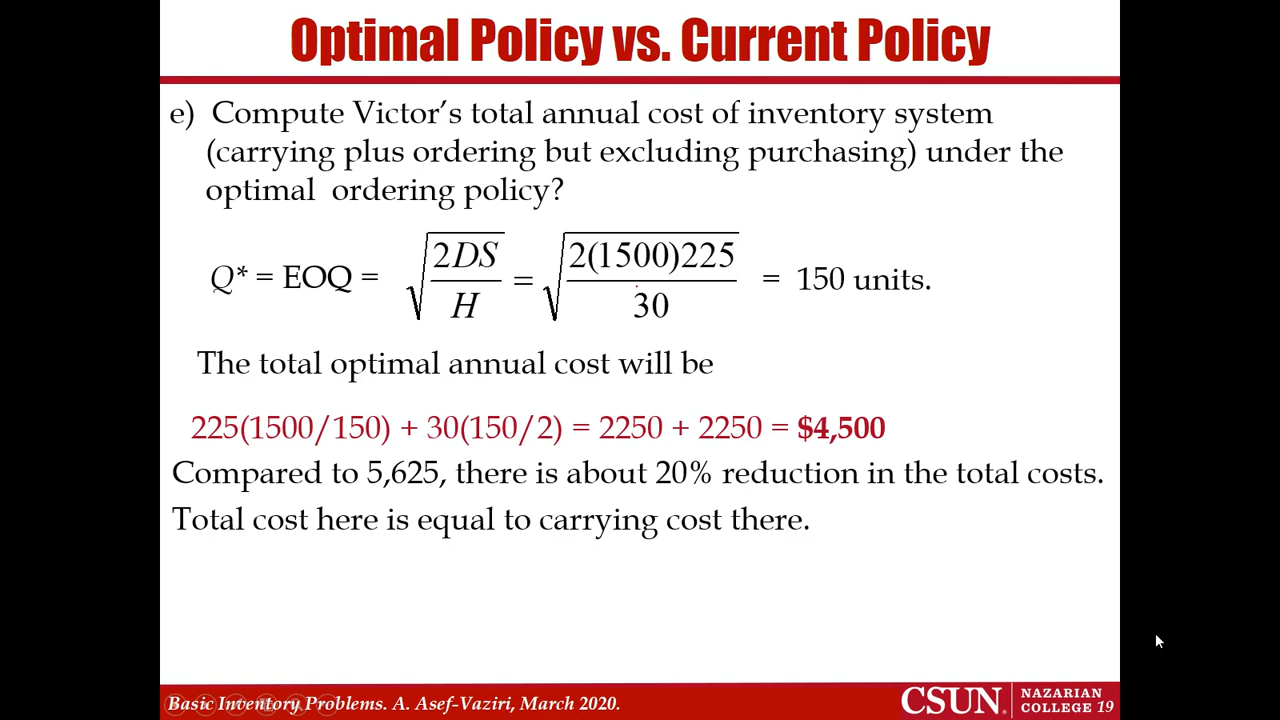 Optimal Policy vs. Current Policy
e) Compute Victor's total annual cost of inventory system
(carrying plus ordering but excluding purchasing) under the
optimal ordering policy?
Q* = EOQ = √(2DS/H) = √(2(1500)225/30) = 150 units.
The total optimal annual cost will be
225(1500/150) + 30(150/2) = 2250 + 2250 = $4,500
Compared to 5,625, there is about 20% reduction in the total costs.
Total cost here is equal to carrying cost there.
Basic Inventory Problems. A. Asef-Vaziri, March 2020.
CSUN NAZARIAN
COLLEGE 19